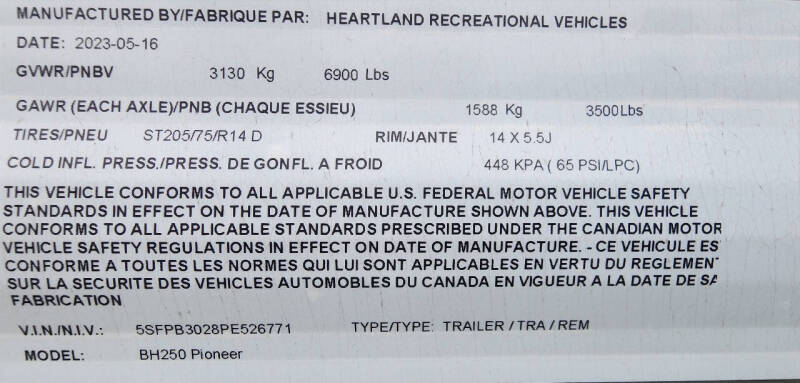 MANUFACTURED BY/FABRIQUE PAR: HEARTLAND RECREATIONAL VEHICLES
DATE: 2023-05-16
GVWR/PNBV 3130 Kg 6900 Lbs
GAWR (EACH AXLE)/PNB (CHAQUE ESSIEU) 1588 Kg 3500Lbs
TIRES/PNEU ST205/75/R14 D RIM/JANTE 14 X 5.5J
COLD INFL. PRESS./PRESS. DE GONFL. A FROID 448 KPA ( 65 PSI/LPC)
THIS VEHICLE CONFORMS TO ALL APPLICABLE U.S. FEDERAL MOTOR VEHICLE SAFETY
STANDARDS IN EFFECT ON THE DATE OF MANUFACTURE SHOWN ABOVE. THIS VEHICLE
CONFORMS TO ALL APPLICABLE STANDARDS PRESCRIBED UNDER THE CANADIAN MOTOR
VEHICLE SAFETY REGULATIONS IN EFFECT ON DATE OF MANUFACTURE. - CE VEHICULE ES
CONFORME A TOUTES LES NORMES QUI LUI SONT APPLICABLES EN VERTU DU REGLEMEN
SUR LA SECURITE DES VEHICLES AUTOMOBILES DU CANADA EN VIGUEUR A LA DATE DE
FABRICATION
V.I.N./N.I.V.: 5SFPB3028PE526771 TYPE/TYPE: TRAILER / TRA / REM
MODEL: BH250 Pioneer